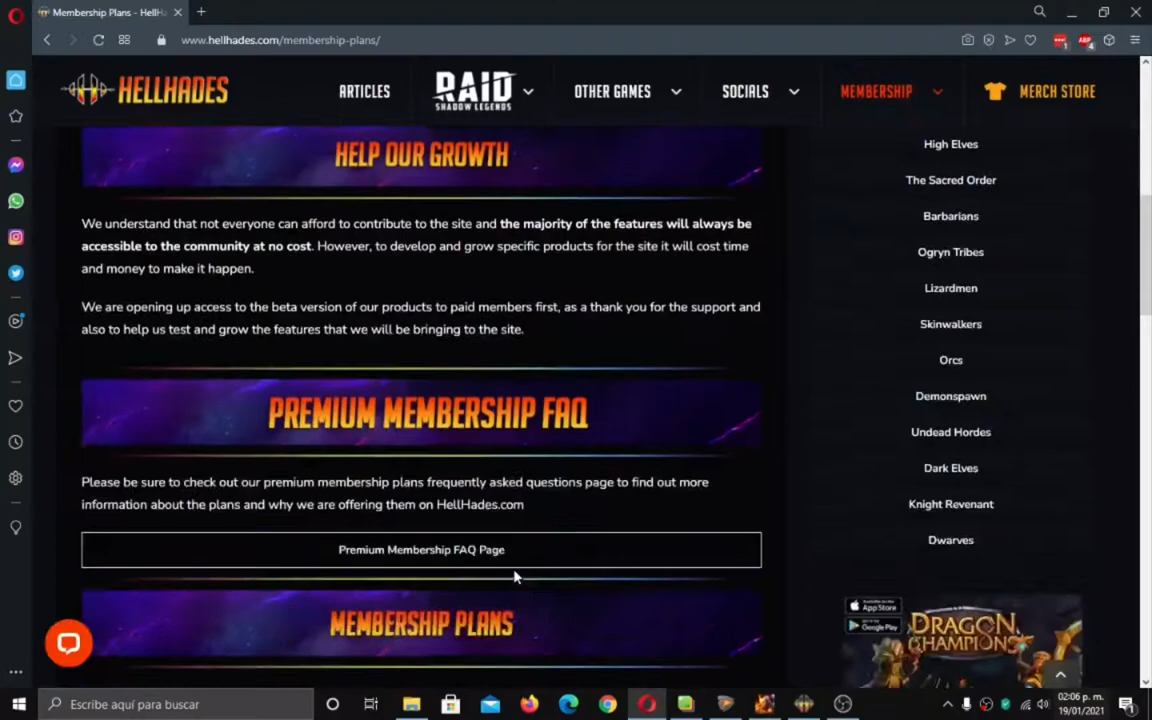 Membership Plans - HellH
www.hellhades.com/membership-plans/
HELLHADES
ARTICLES
RAID
SHADOW LEGENDS
OTHER GAMES
SOCIALS
MEMBERSHIP
MERCH STORE
HELP OUR GROWTH
We understand that not everyone can afford to contribute to the site and the majority of the features will always be
accessible to the community at no cost. However, to develop and grow specific products for the site it will cost time
and money to make it happen.
We are opening up access to the beta version of our products to paid members first, as a thank you for the support and
also to help us test and grow the features that we will be bringing to the site.
PREMIUM MEMBERSHIP FAQ
Please be sure to check out our premium membership plans frequently asked questions page to find out more
information about the plans and why we are offering them on HellHades.com
Premium Membership FAQ Page
MEMBERSHIP PLANS
High Elves
The Sacred Order
Barbarians
Ogryn Tribes
Lizardmen
Skinwalkers
Orcs
Demonspawn
Undead Hordes
Dark Elves
Knight Revenant
Dwarves
App Store
Google Play
DRAGON
CHAMPIONS
Escribe aquí para buscar
02:06 p. m.
19/01/2021